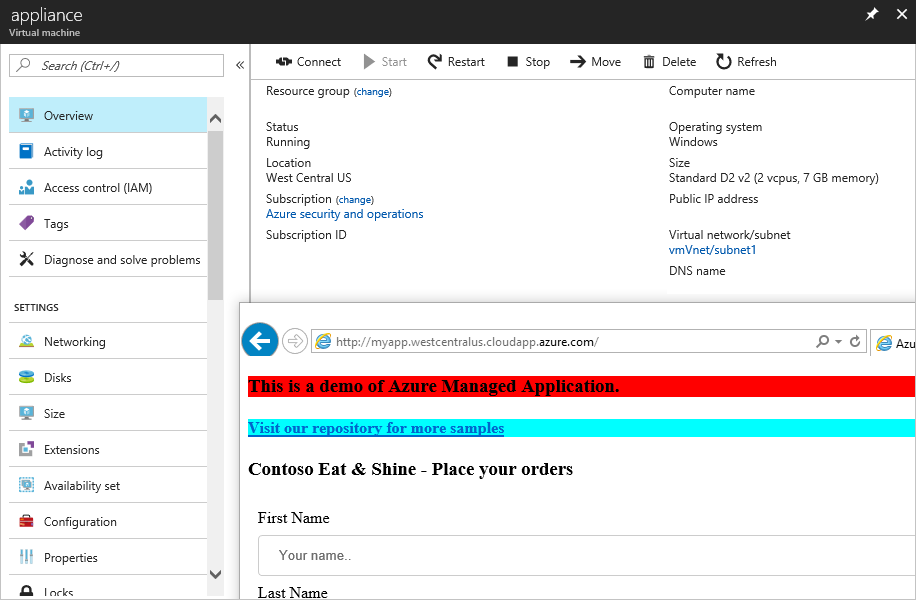 appliance
Virtual machine
Search (Ctrl+/)
«
Overview
Activity log
Access control (IAM)
Tags
Diagnose and solve problems
SETTINGS
Networking
Disks
Size
Extensions
Availability set
Configuration
Properties
Locks
Connect Start Restart Stop Move Delete Refresh
Resource group (change)
Status
Running
Location
West Central US
Subscription (change)
Azure security and operations
Subscription ID
Computer name
Operating system
Windows
Size
Standard D2 v2 (2 vcpus, 7 GB memory)
Public IP address
Virtual network/subnet
vmVnet/subnet1
DNS name
http://myapp.westcentralus.cloudapp.azure.com/
Azu
This is a demo of Azure Managed Application.
Visit our repository for more samples
Contoso Eat & Shine - Place your orders
First Name
Your name..
Last Name